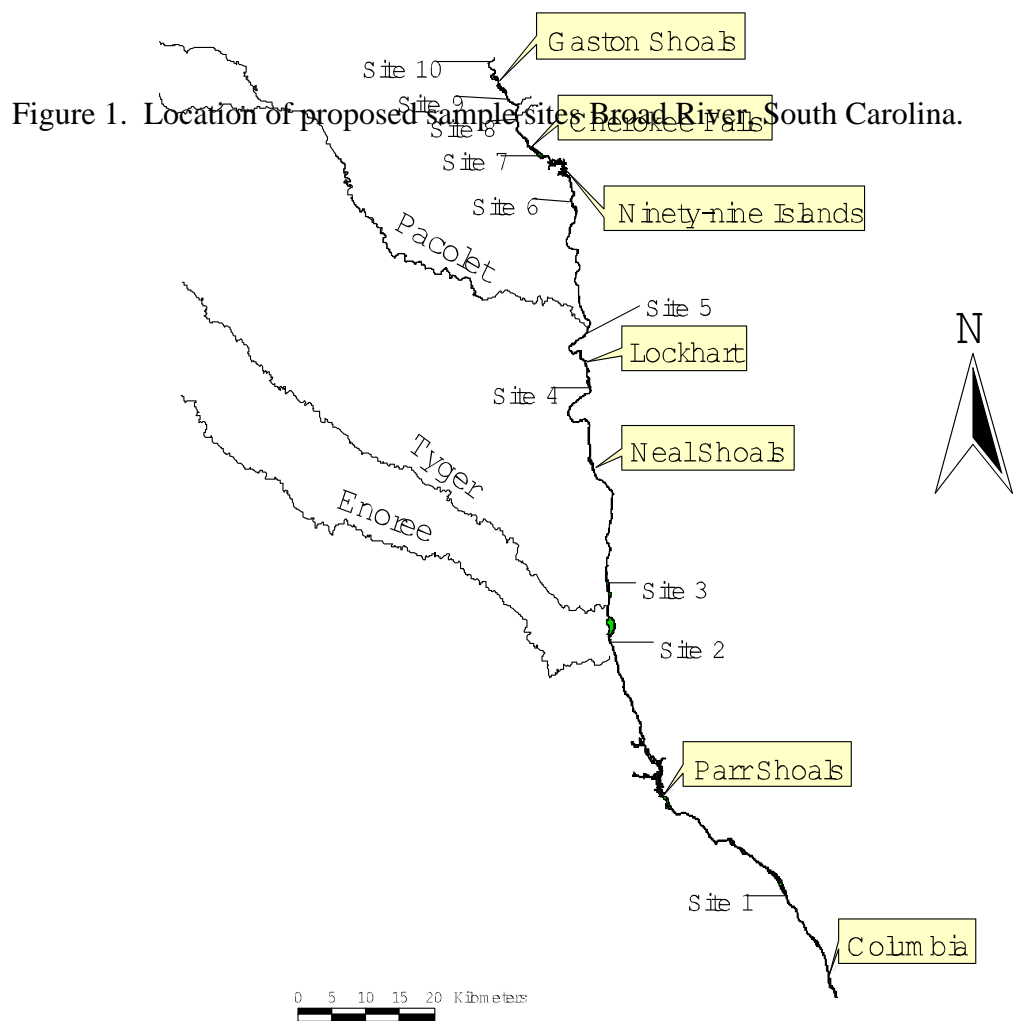 Gaston Shoals
Site 10
Site 9
Figure 1. Location of proposed sample sites Broad River, South Carolina.
Site 8
Cherokee Falls
Site 7
Ninety-nine Islands
Site 6
Pacolet
Site 5
N
Lockhart
Site 4
Neal Shoals
Tyger
Enoree
Site 3
Site 2
Parr Shoals
Site 1
Columbia
0 5 10 15 20 Kilometers